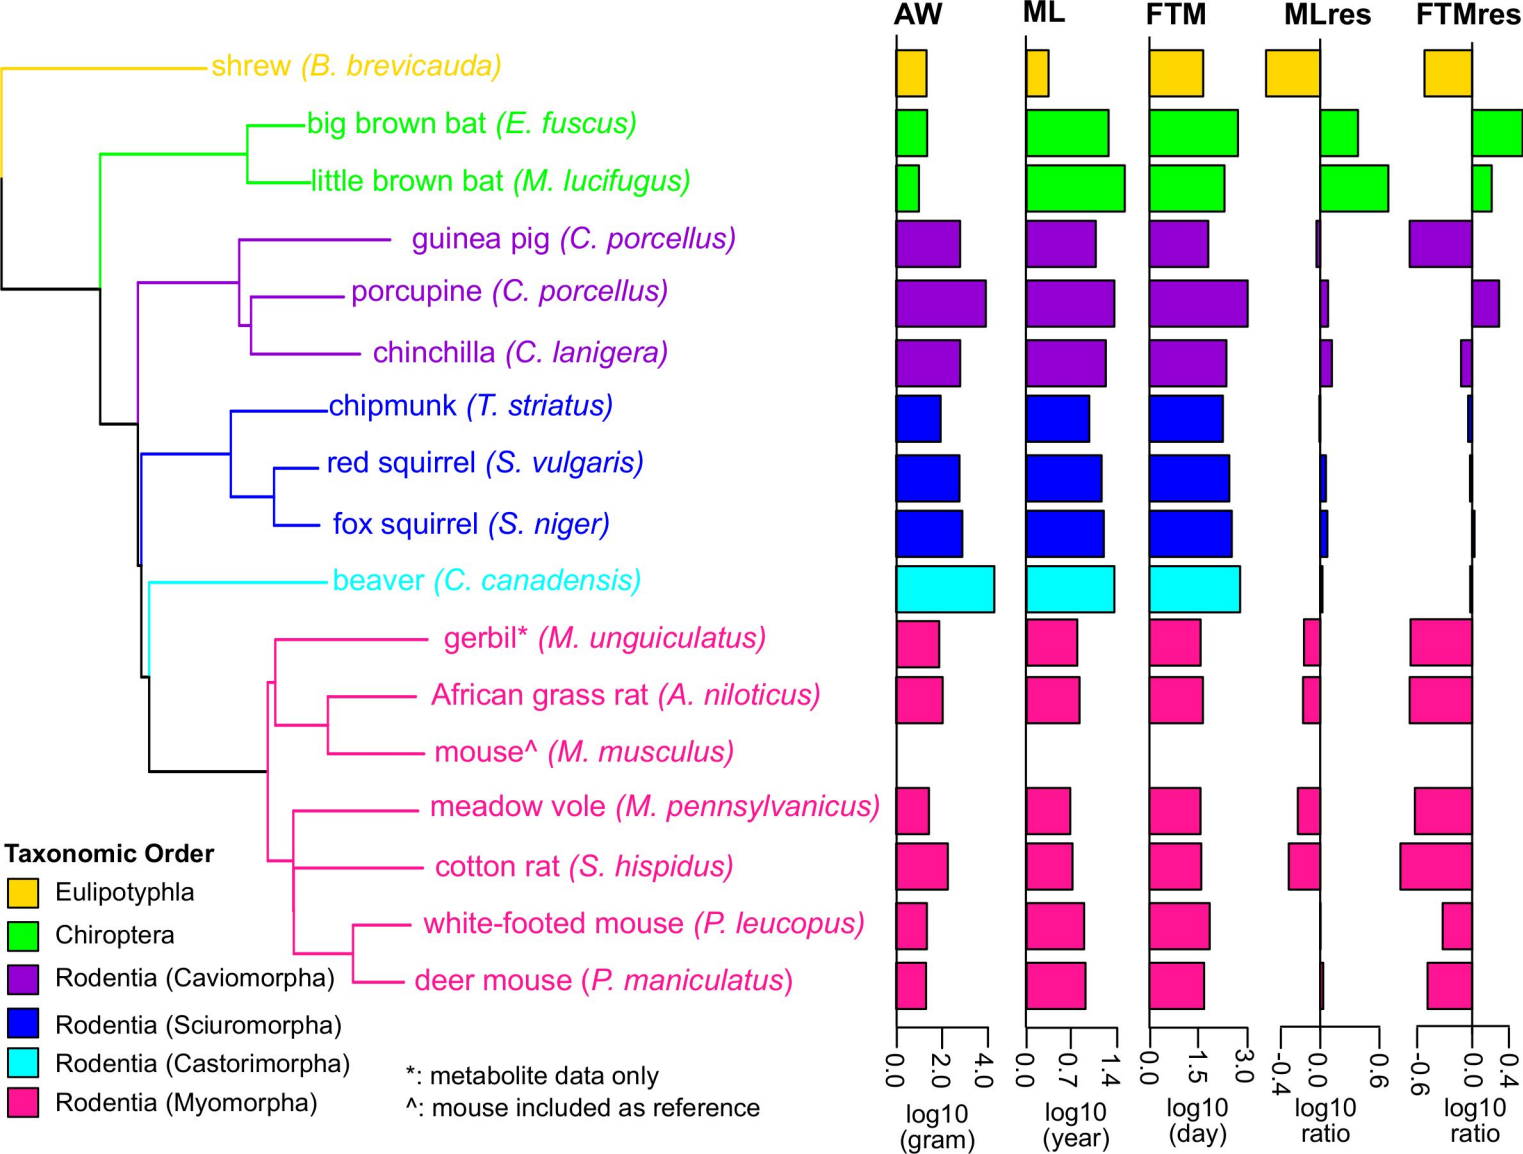 AW ML FTM MLres FTMres
shrew (B. brevicauda)
big brown bat (E. fuscus)
little brown bat (M. lucifugus)
guinea pig (C. porcellus)
porcupine (C. porcellus)
chinchilla (C. lanigera)
chipmunk (T. striatus)
red squirrel (S. vulgaris)
fox squirrel (S. niger)
beaver (C. canadensis)
gerbil* (M. unguiculatus)
African grass rat (A. niloticus)
mouse^ (M. musculus)
meadow vole (M. pennsylvanicus)
cotton rat (S. hispidus)
white-footed mouse (P. leucopus)
deer mouse (P. maniculatus)
Taxonomic Order
Eulipotyphla
Chiroptera
Rodentia (Caviomorpha)
Rodentia (Sciuromorpha)
Rodentia (Castorimorpha)
Rodentia (Myomorpha)
*: metabolite data only
^: mouse included as reference
0.0 2.0 4.0
log10
(gram)
0.0 0.7 1.4
log10
(year)
0.0 1.5 3.0
log10
(day)
-0.4 0.0 0.6
log10
ratio
-0.6 0.0 0.4
log10
ratio